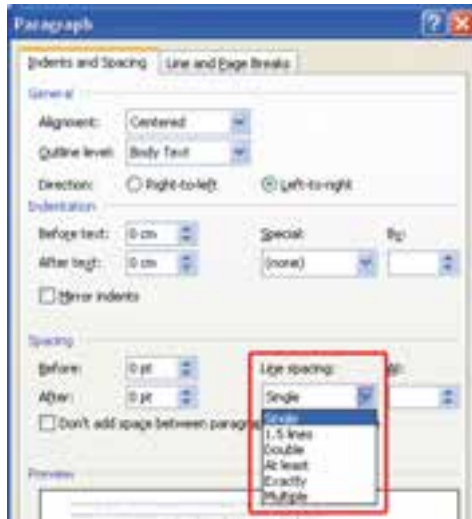 Paragraph
Indents and Spacing Line and Page Breaks
General
Alignment: Centered
Outline level: Body Text
Direction: Right-to-left Left-to-right
Indentation
Before text: 0 cm Special: By:
After text: 0 cm (none)
Mirror indents
Spacing
Before: 0 pt Line spacing: At:
After: 0 pt Single
Don't add space between paragrap
Single
1.5 lines
Double
At least
Exactly
Multiple
Preview